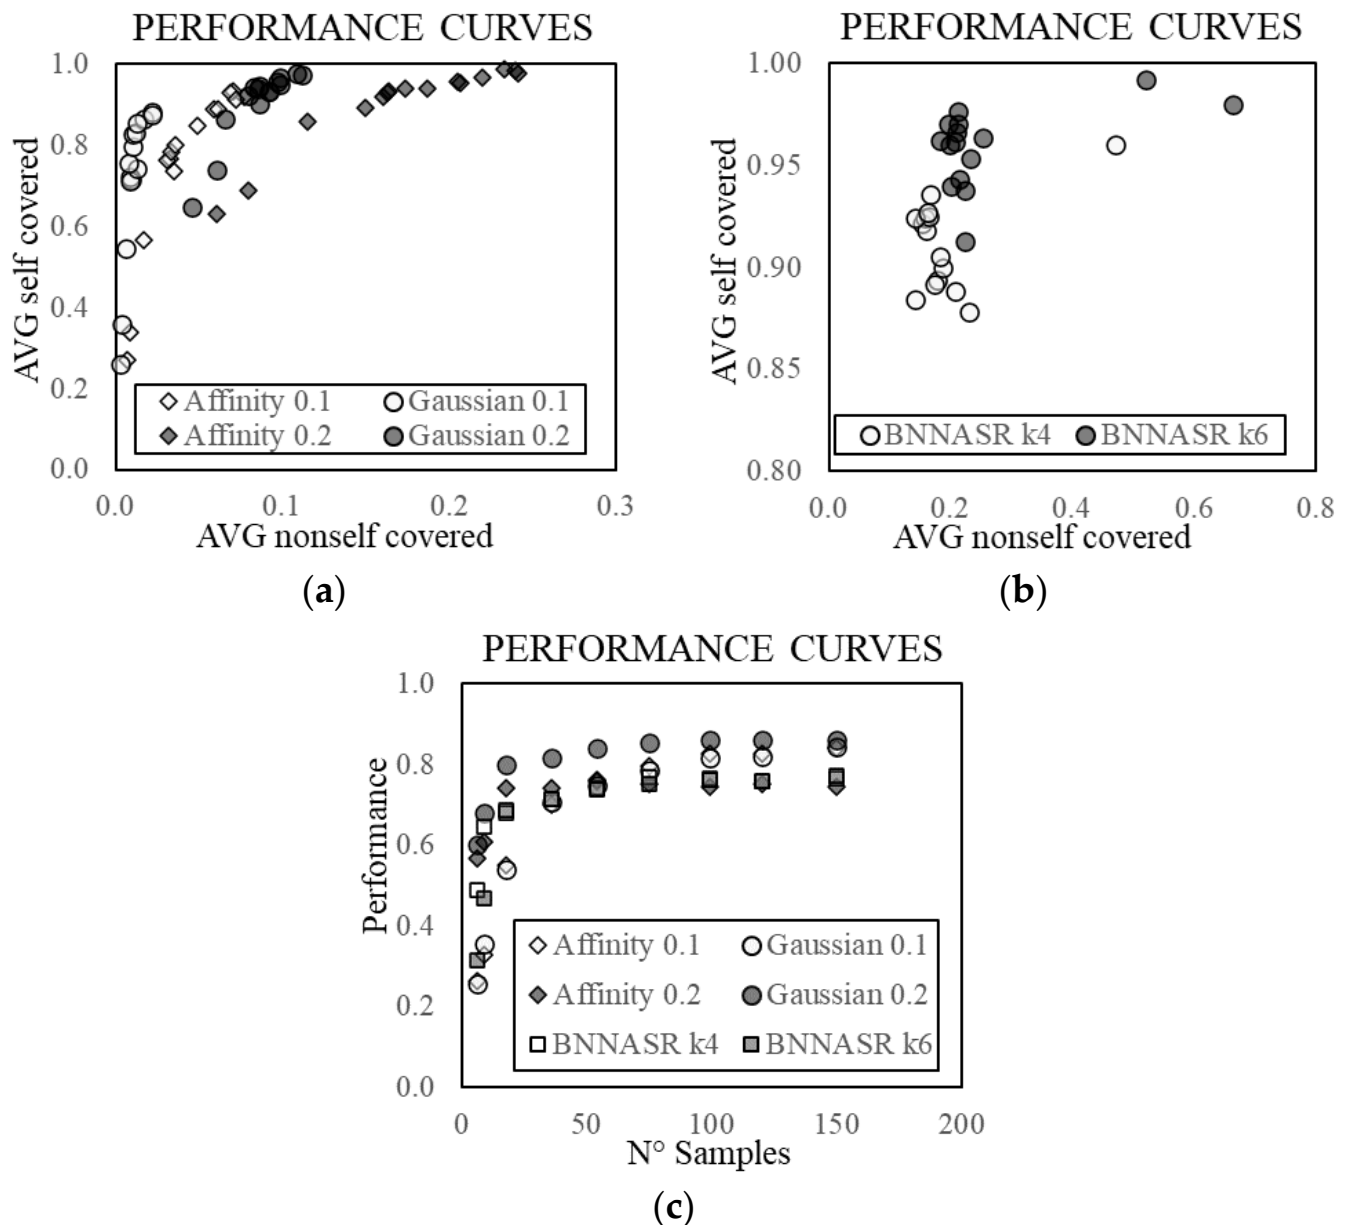 PERFORMANCE CURVES
AVG self covered
1.0
0.8
0.6
0.4
0.2
0.0
Affinity 0.1 Gaussian 0.1
Affinity 0.2 Gaussian 0.2
0.0 0.1 0.2 0.3
AVG nonself covered
(a)
PERFORMANCE CURVES
AVG self covered
1.00
0.95
0.90
0.85
0.80
BNNASR k4 BNNASR k6
0.0 0.2 0.4 0.6 0.8
AVG nonself covered
(b)
PERFORMANCE CURVES
Performance
1.0
0.8
0.6
0.4
0.2
0.0
Affinity 0.1 Gaussian 0.1
Affinity 0.2 Gaussian 0.2
BNNASR k4 BNNASR k6
0 50 100 150 200
N° Samples
(c)